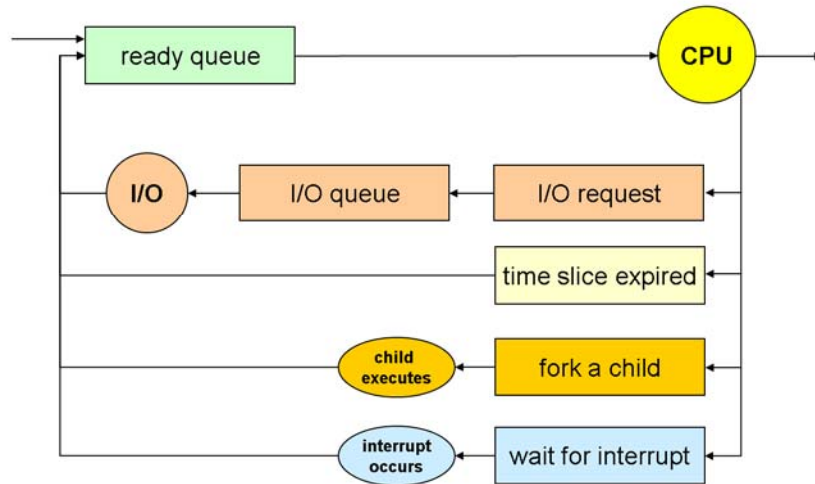 ready queue
CPU
I/O
I/O queue
I/O request
time slice expired
child
executes
fork a child
interrupt
occurs
wait for interrupt